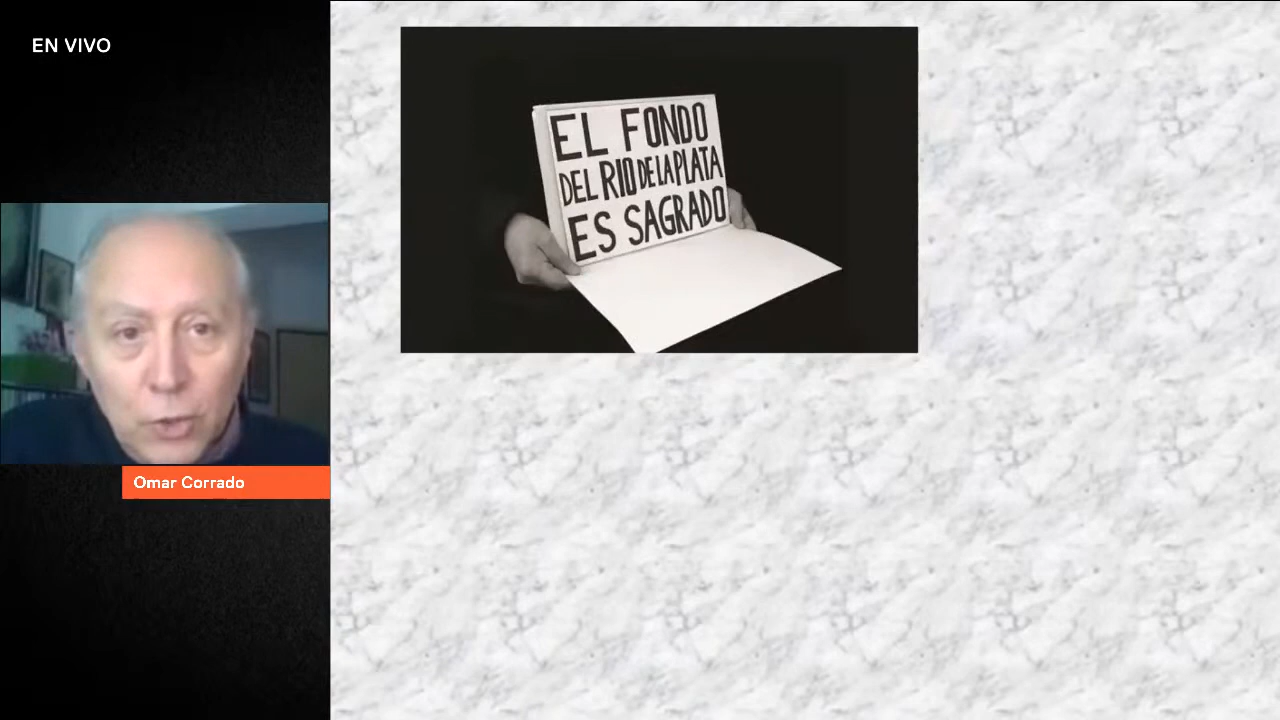 EN VIVO
EL FONDO
DEL RIO DE LA PLATA
ES SAGRADO
Omar Corrado